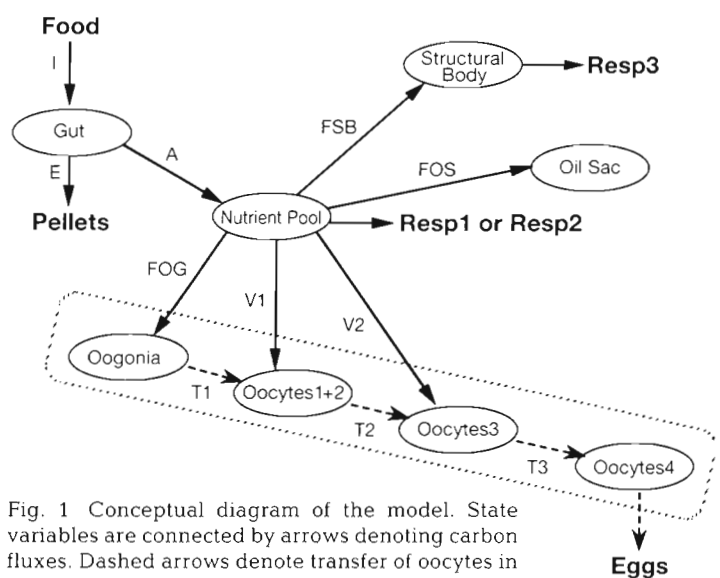 Food
I
Structural
Body
Resp3
FSB
Gut
A
E
FOS
Oil Sac
Pellets
Nutrient Pool
Resp1 or Resp2
FOG
V1
V2
Oogonia
T1
Oocytes1+2
T2
Oocytes3
T3
Oocytes4
Fig. 1 Conceptual diagram of the model. State
variables are connected by arrows denoting carbon
fluxes. Dashed arrows denote transfer of oocytes in
Eggs